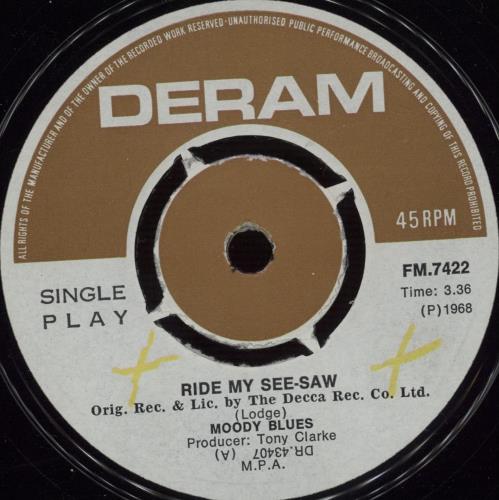 ALL RIGHTS OF THE MANUFACTURER AND OF THE OWNER OF THE RECORDED WORK RESERVED·UNAUTHORISED PUBLIC PERFORMANCE BROADCASTING AND COPYING OF THIS RECORD PROHIBITED
DERAM
45 RPM
FM.7422
Time: 3.36
(P)1968
SINGLE
PLAY
RIDE MY SEE-SAW
Orig. Rec. & Lic. by The Decca Rec. Co. Ltd.
(Lodge)
MOODY BLUES
Producer: Tony Clarke
DR.43407 (A)
M.P.A.